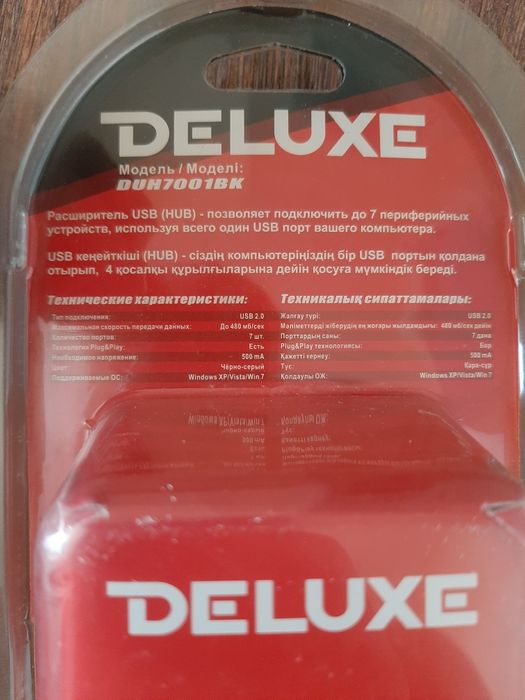 DELUXE
Модель / Моделі:
DUH7001BK
Расширитель USB (HUB) - позволяет подключить до 7 периферийных
устройств, используя всего один USB порт вашего компьютера.
USB кеңейткіші (HUB) - сіздің компьютеріңіздің бір USB портын қолдана
отырып, 4 қосалқы құрылғыларына дейін қосуға мүмкіндік береді.
Технические характеристики:
Тип подключения: USB 2.0
Максимальная скорость передачи данных: До 480 мб/сек
Количество портов: 7 шт.
Технология Plug&Play: Есть
Необходимое напряжение: 500 mA
Цвет: Чёрно-серый
Поддерживаемые ОС: Windows XP/Vista/Win 7
Техникалық сипаттамалары:
Жалғау түрі: USB 2.0
Мәліметтерді жіберудің ең жоғары жылдамдығы: 480 мб/сек дейін
Порттардың саны: 7 дана
Plug&Play технологиясы: Бар
Қажетті кернеу: 500 mA
Түс: Қара-сұр
Қолдаулы ОЖ: Windows XP/Vista/Win 7
DELUXE